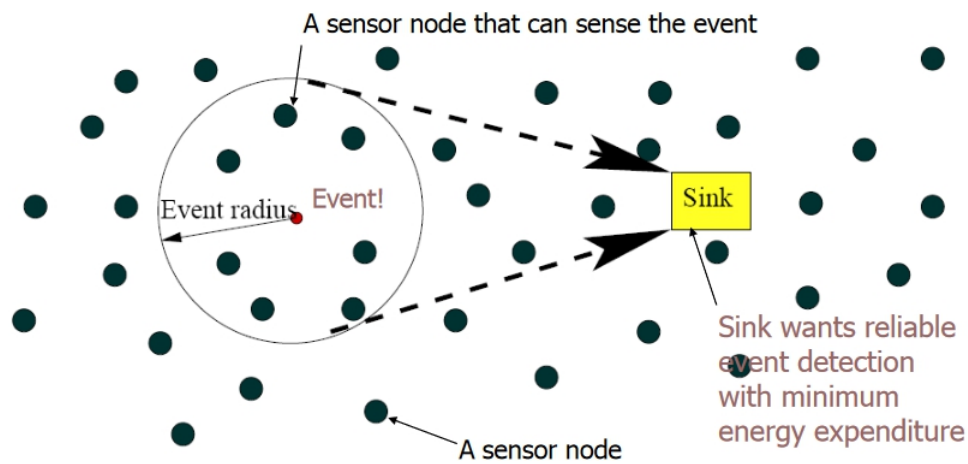 A sensor node that can sense the event
Event!
Event radius
Sink
Sink wants reliable
event detection
with minimum
energy expenditure
A sensor node